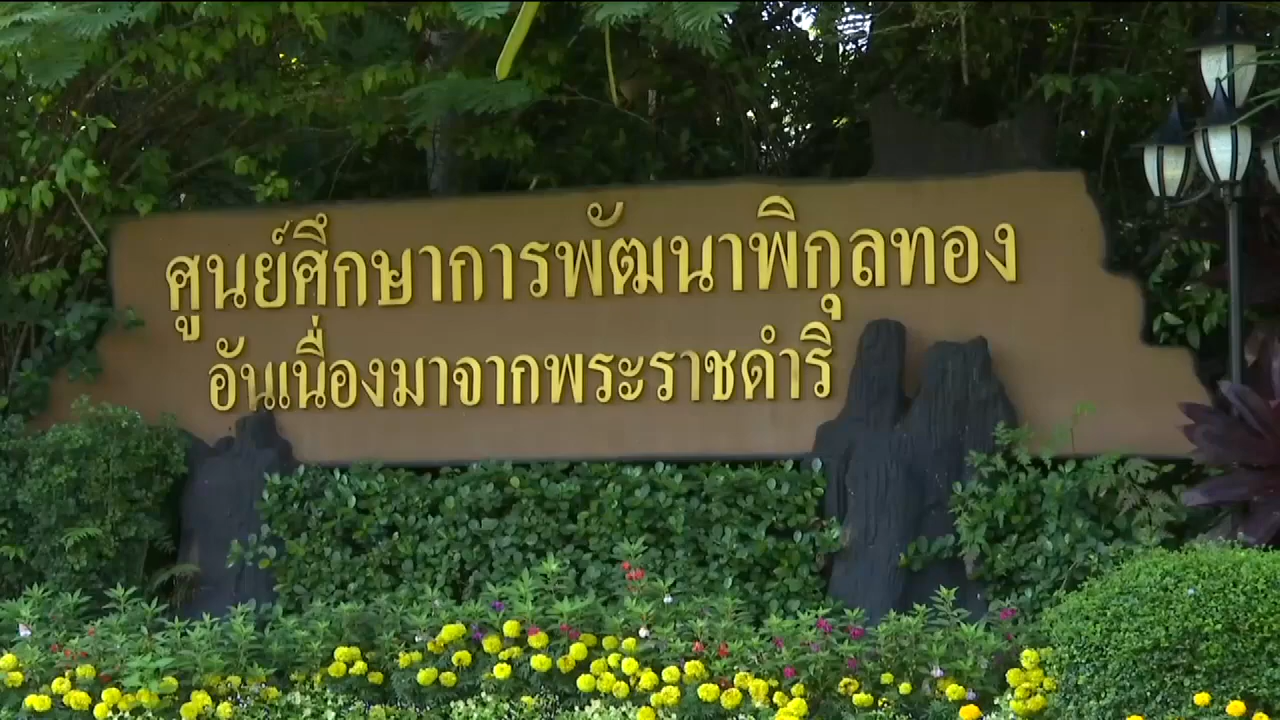 ศูนย์ศึกษาการพัฒนาพิกุลทอง
อันเนื่องมาจากพระราชดำริ